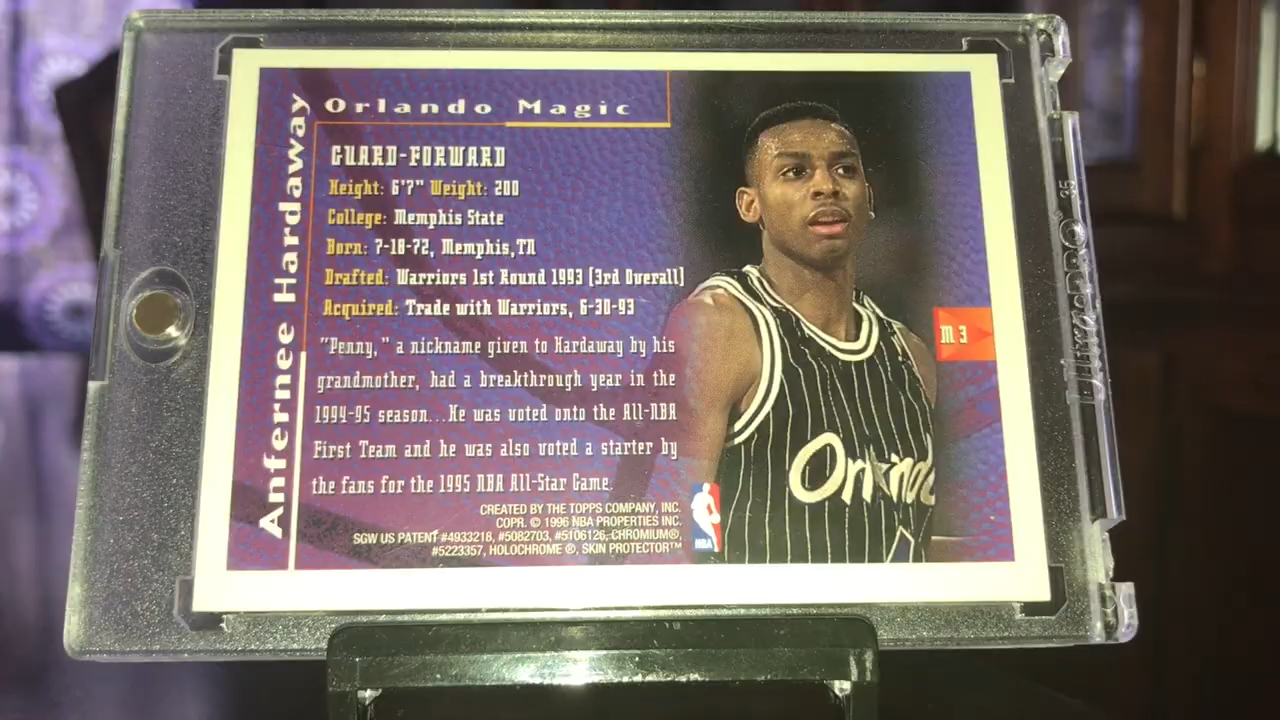 Anfernee Hardaway
Orlando Magic
GUARD-FORWARD
Height: 6'7" Weight: 200
College: Memphis State
Born: 7-18-72, Memphis, TN
Drafted: Warriors 1st Round 1993 (3rd Overall)
Acquired: Trade with Warriors, 6-30-93
"Penny," a nickname given to Hardaway by his
grandmother, had a breakthrough year in the
1994-95 season...He was voted onto the All-NBA
First Team and he was also voted a starter by
the fans for the 1995 NBA All-Star Game.
CREATED BY THE TOPPS COMPANY, INC.
COPR. © 1996 NBA PROPERTIES INC.
SGW US PATENT #4933218, #5082703, #5106126, CHROMIUM®,
#5223357, HOLOCHROME ®, SKIN PROTECTOR™
NBA
M 3
Orlando
UltraPRO® 35